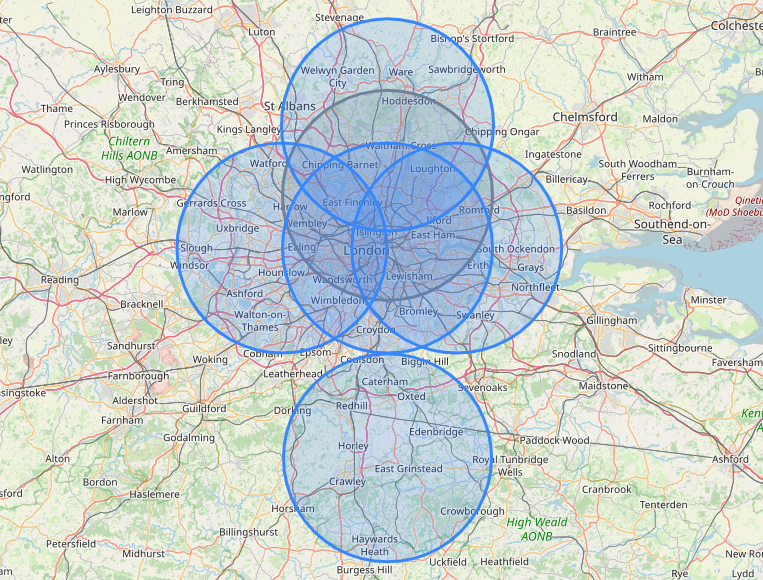 Leighton Buzzard
Stevenage
Luton
Bishop's Stortford
Braintree
Colchester
Aylesbury
Welwyn Garden
City
Ware
Sawbridgeworth
Witham
Tring
Wendover
Berkhamsted
St Albans
Hoddesdon
Thame
Chelmsford
Maldon
Princes Risborough
Kings Langley
Chipping Ongar
Chiltern
Hills AONB
Amersham
Waltham Cross
Ingatestone
Watlington
Watford
Chipping Barnet
Loughton
South Woodham
Ferrers
Burnham-
on-Crouch
High Wycombe
Billericay
Marlow
Gerrards Cross
Harrow
East Finchley
Romford
Basildon
Rochford
Qineti
(MoD Shoebu
ngford
Uxbridge
Wembley
Islington
Ilford
East Ham
Southend-on-
Sea
Slough
Ealing
London
South Ockendon
Windsor
Hounslow
Wandsworth
Lewisham
Erith
Grays
Reading
Ashford
Wimbledon
Northfleet
Bracknell
Walton-on-
Thames
Bromley
Swanley
Gillingham
Minster
ley
Croydon
Sandhurst
Woking
Cobham
Epsom
Coulsdon
Biggin Hill
Snodland
Sittingbourne
Faversham
Farnborough
Leatherhead
Caterham
Sevenoaks
Maidstone
singstoke
Aldershot
Guildford
Dorking
Redhill
Oxted
Farnham
Godalming
Edenbridge
Paddock Wood
Kent
A
Alton
Horley
East Grinstead
Royal Tunbridge
Wells
Ashford
Bordon
Haslemere
Crawley
Cranbrook
sford
Horsham
Crowborough
High Weald
AONB
Tenterden
Petersfield
Midhurst
Billingshurst
Haywards
Heath
Burgess Hill
Uckfield
Heathfield
Rye
New Ro
Lydd